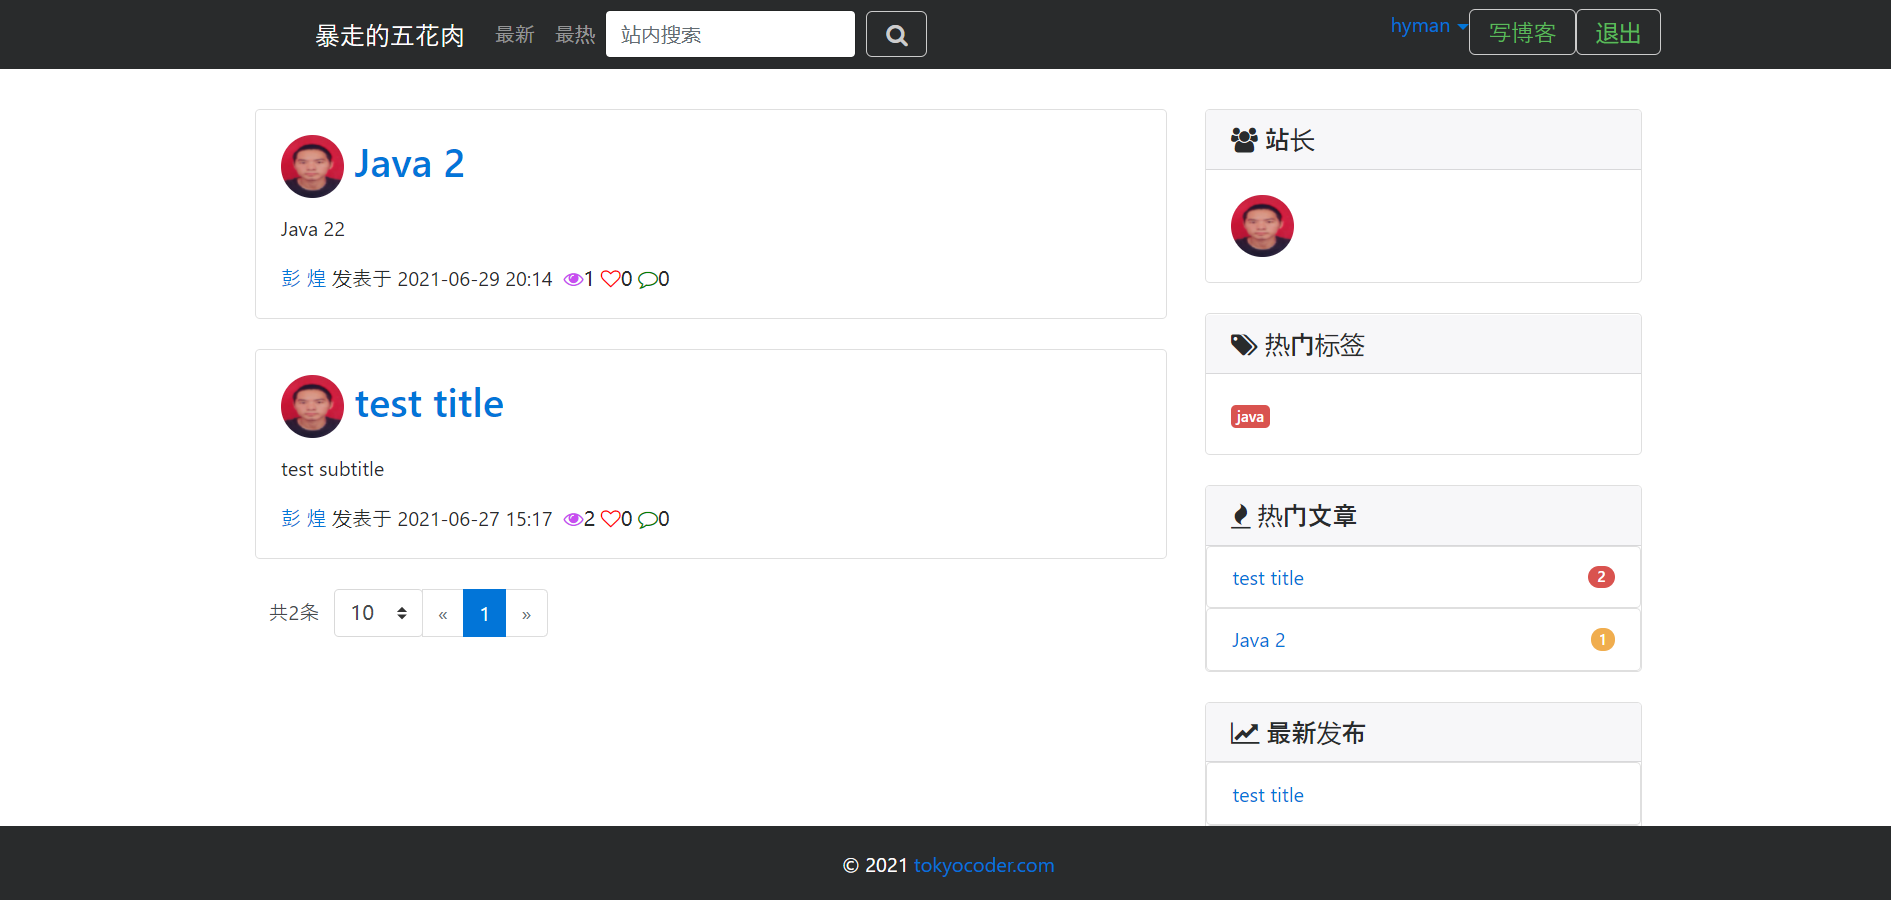 暴走的五花肉 最新 最热 站内搜索 hyman 写博客 退出
Java 2
Java 22
彭 煌 发表于 2021-06-29 20:14 1 0 0
test title
test subtitle
彭 煌 发表于 2021-06-27 15:17 2 0 0
共2条 10 « 1 »
站长
热门标签
java
热门文章
test title 2
Java 2 1
最新发布
test title
© 2021 tokyocoder.com